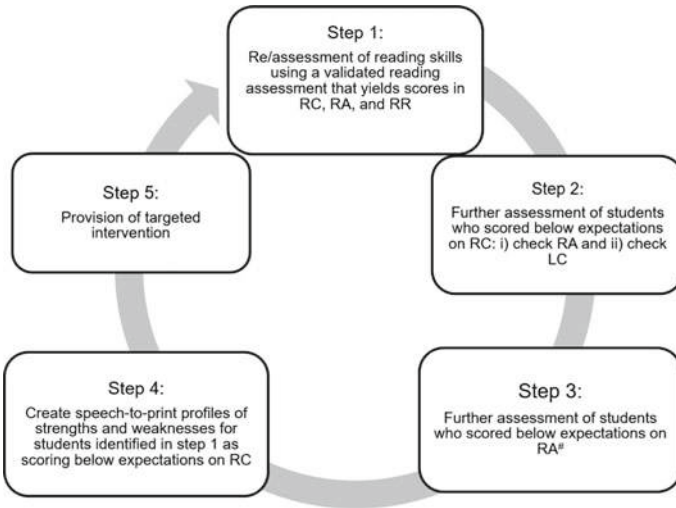 Step 1:
Re/assessment of reading skills
using a validated reading
assessment that yields scores in
RC, RA, and RR
Step 2:
Further assessment of students
who scored below expectations
on RC: i) check RA and ii) check
LC
Step 3:
Further assessment of students
who scored below expectations on
RA#
Step 4:
Create speech-to-print profiles of
strengths and weaknesses for
students identified in step 1 as
scoring below expectations on RC
Step 5:
Provision of targeted
intervention